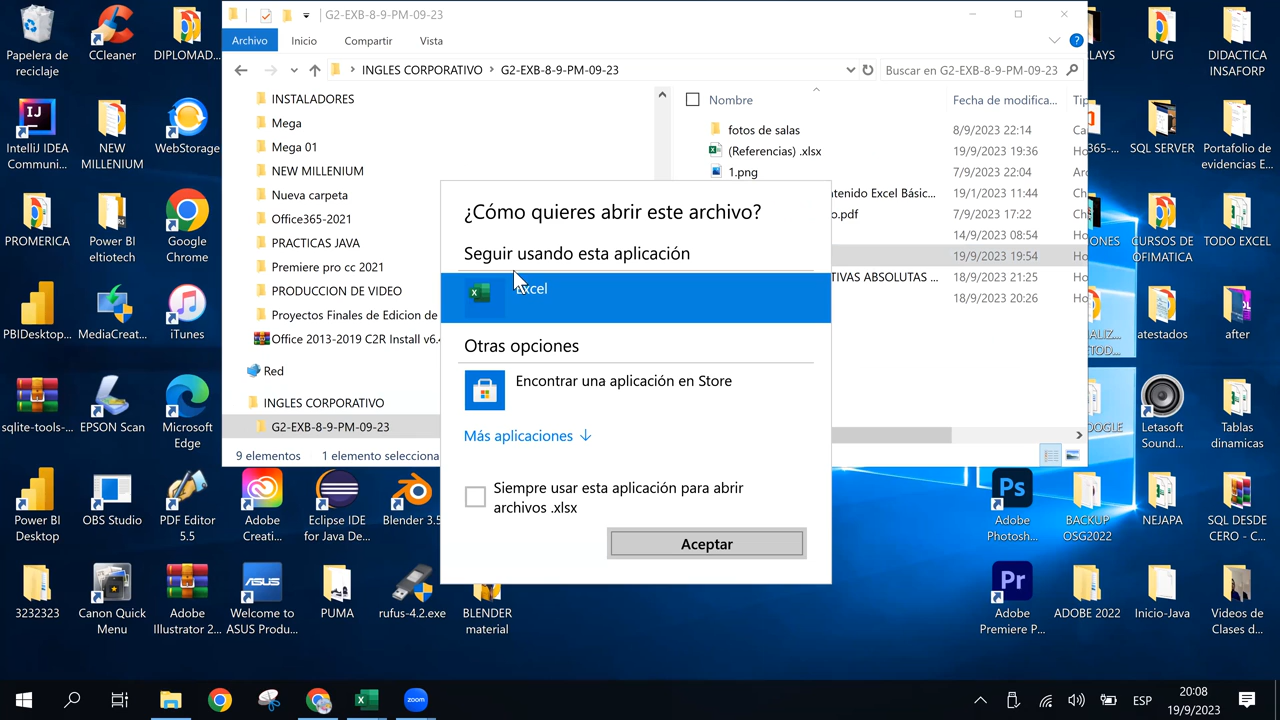 Papelera de
reciclaje
CCleaner
DIPLOMAD...
IntelliJ IDEA
Communi...
NEW
MILLENIUM
WebStorage
PROMERICA
Power BI
eltiotech
Google
Chrome
PBIDesktop...
MediaCreat...
iTunes
sqlite-tools-...
EPSON Scan
Microsoft
Edge
Power BI
Desktop
OBS Studio
PDF Editor
5.5
Adobe
Creati...
Eclipse IDE
for Java De...
Blender 3.5
3232323
Canon Quick
Menu
Adobe
Illustrator 2...
Welcome to
ASUS Produ...
PUMA
rufus-4.2.exe
BLENDER
material
G2-EXB-8-9-PM-09-23
Archivo
Inicio
Compartir
Vista
INGLES CORPORATIVO
G2-EXB-8-9-PM-09-23
Buscar en G2-EXB-8-9-PM-09-23
INSTALADORES
Mega
Mega 01
NEW MILLENIUM
Nueva carpeta
Office365-2021
PRACTICAS JAVA
Premiere pro cc 2021
PRODUCCION DE VIDEO
Proyectos Finales de Edicion de
Office 2013-2019 C2R Install v6.4
Red
INGLES CORPORATIVO
G2-EXB-8-9-PM-09-23
9 elementos
1 elemento selecciona
Nombre
Fecha de modifica...
Tip
fotos de salas
8/9/2023 22:14
Ca
(Referencias) .xlsx
19/9/2023 19:36
Ho
1.png
7/9/2023 22:04
Ar
tenido Excel Básic...
19/1/2023 11:44
Ch
o.pdf
7/9/2023 17:22
Ch
14/9/2023 08:54
Ho
19/9/2023 19:54
Ho
TIVAS ABSOLUTAS ...
18/9/2023 21:25
Ho
18/9/2023 20:26
Ho
¿Cómo quieres abrir este archivo?
Seguir usando esta aplicación
Excel
Otras opciones
Encontrar una aplicación en Store
Más aplicaciones
Siempre usar esta aplicación para abrir
archivos .xlsx
Aceptar
LAYS
UFG
DIDACTICA
INSAFORP
365-...
SQL SERVER
Portafolio de
evidencias E...
IONES
CURSOS DE
OFIMATICA
TODO EXCEL
ALIZ...
TOD...
atestados
after
OOGLE
Letasoft
Sound...
Tablas
dinamicas
Ps
Adobe
Photosh...
BACKUP
OSG2022
NEJAPA
SQL DESDE
CERO - C...
Pr
Adobe
Premiere P...
ADOBE 2022
Inicio-Java
Videos de
Clases d...
zoom
ESP
20:08
19/9/2023